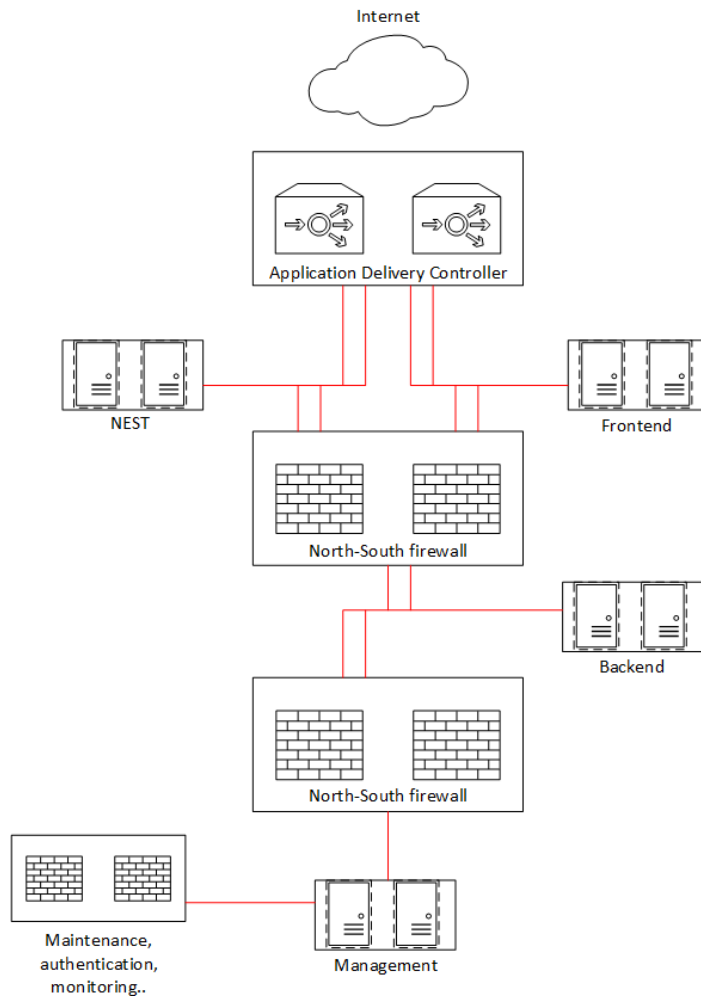 Internet
Application Delivery Controller
NEST
Frontend
North-South firewall
Backend
North-South firewall
Maintenance,
authentication,
monitoring..
Management